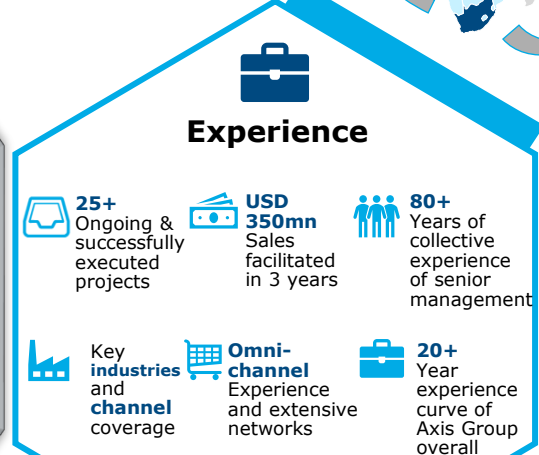 Experience
25+
Ongoing &
successfully
executed
projects
USD
350mn
Sales
facilitated
in 3 years
80+
Years of
collective
experience
of senior
management
Key
industries
and
channel
coverage
Omni-
channel
Experience
and extensive
networks
20+
Year
experience
curve of
Axis Group
overall